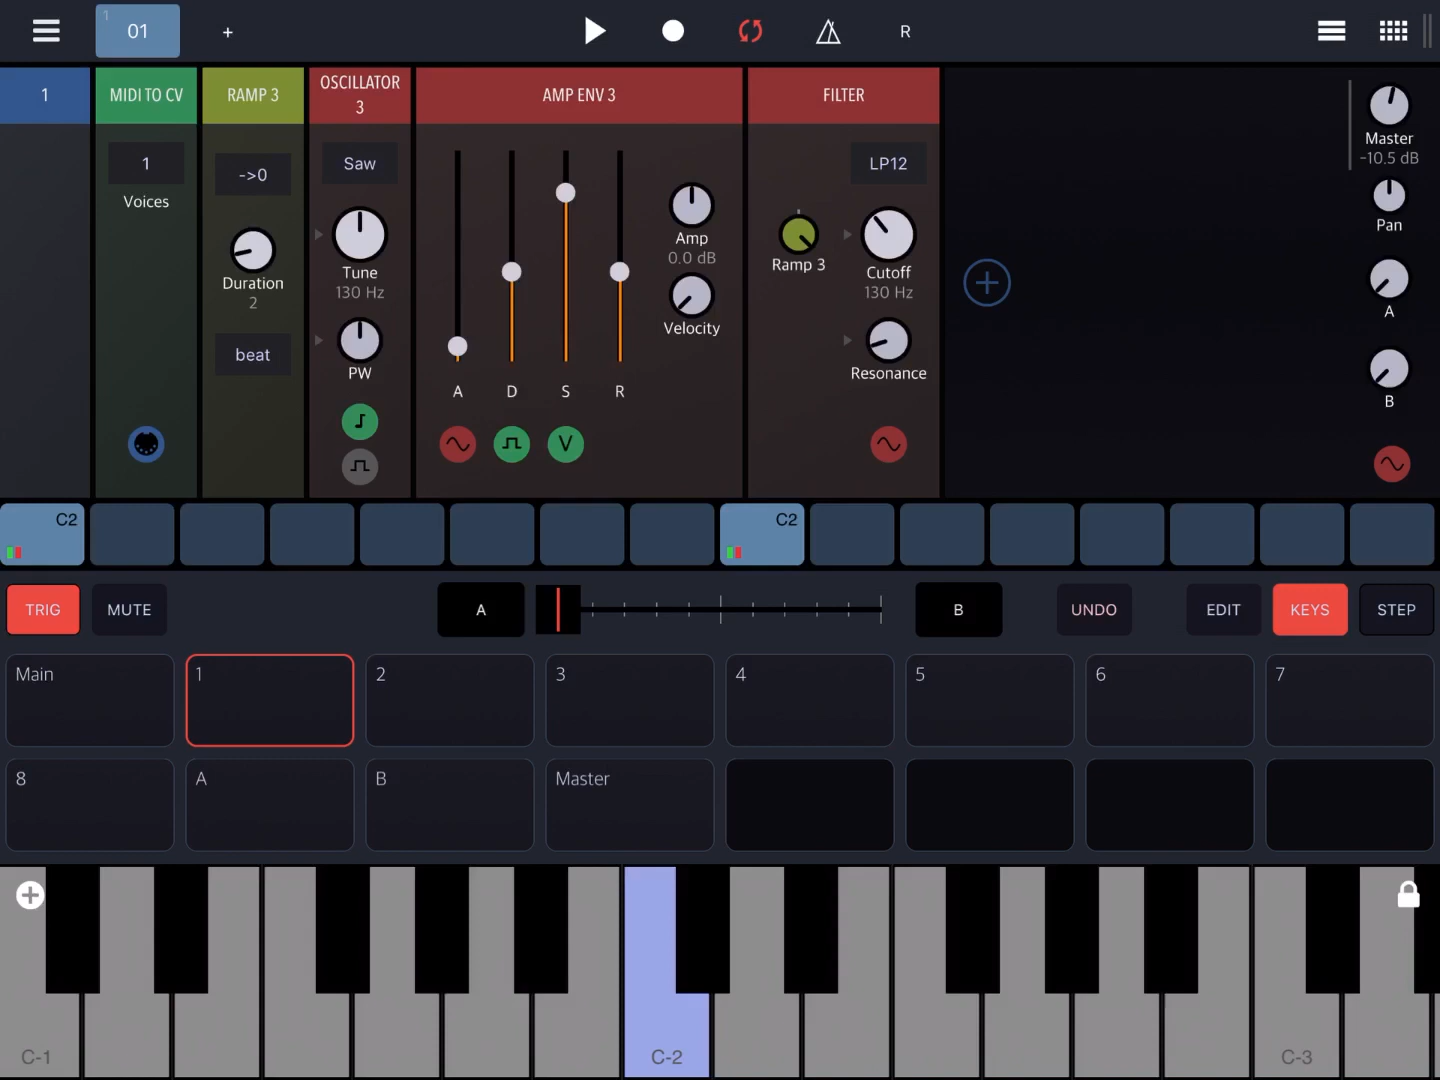 1
01
+
R
1
MIDI TO CV
RAMP 3
OSCILLATOR
3
AMP ENV 3
FILTER
1
Voices
->0
Duration
2
beat
Saw
Tune
130 Hz
PW
A
D
S
R
Amp
0.0 dB
Velocity
V
Ramp 3
LP12
Cutoff
130 Hz
Resonance
Master
-10.5 dB
Pan
A
B
C2
C2
TRIG
MUTE
A
B
UNDO
EDIT
KEYS
STEP
Main
1
2
3
4
5
6
7
8
A
B
Master
C-1
C-2
C-3